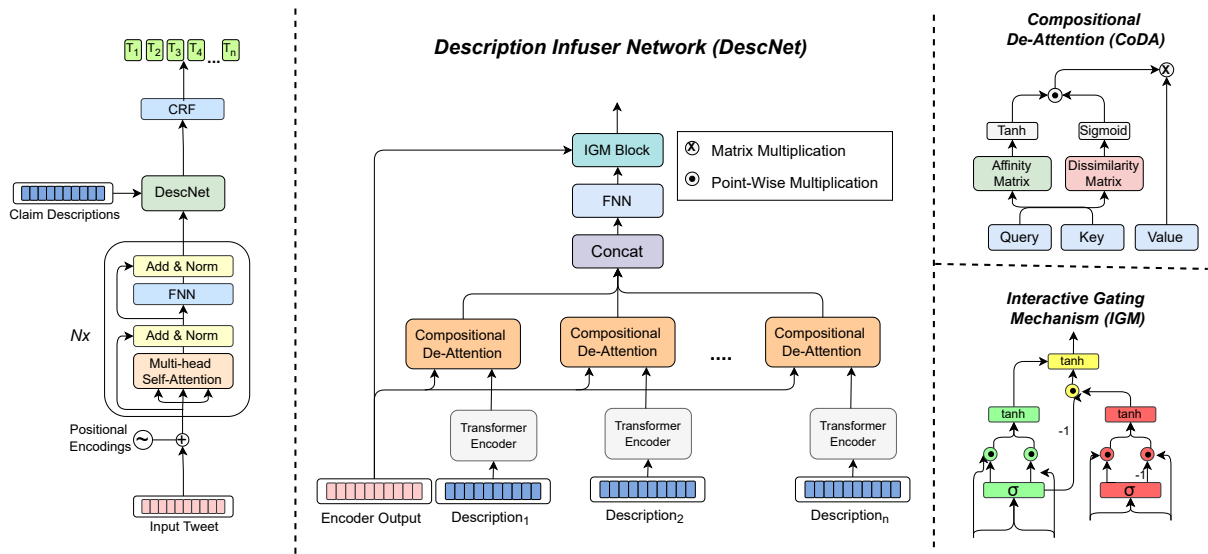 T1 T2 T3 T4 ... Tn
CRF
DescNet
Claim Descriptions
Add & Norm
FNN
Nx
Add & Norm
Multi-head
Self-Attention
Positional
Encodings
~
+
Input Tweet
Description Infuser Network (DescNet)
IGM Block
X Matrix Multiplication
Point-Wise Multiplication
FNN
Concat
Compositional
De-Attention
Compositional
De-Attention
....
Compositional
De-Attention
Transformer
Encoder
Transformer
Encoder
Transformer
Encoder
Encoder Output
Description1
Description2
Descriptionn
Compositional
De-Attention (CoDA)
X
Tanh
Sigmoid
Affinity
Matrix
Dissimilarity
Matrix
Query
Key
Value
Interactive Gating
Mechanism (IGM)
tanh
tanh
tanh
-1
-1
σ
σ